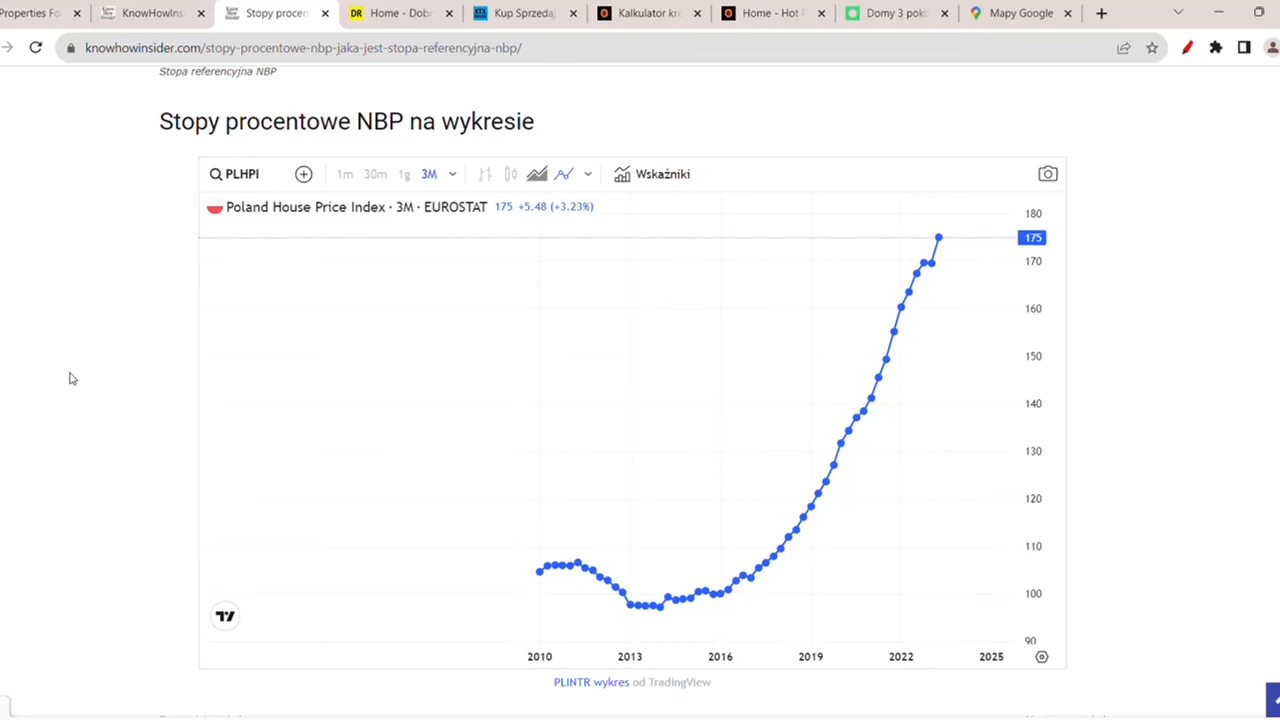 Properties Fo
KnowHowInsi
Stopy procen
DR Home - Dob
Kup Sprzedaj
Kalkulator kr
Home - Hot
Domy 3 poko
Mapy Google
knowhowinsider.com/stopy-procentowe-nbp-jaka-jest-stopa-referencyjna-nbp/
Stopa referencyjna NBP
Stopy procentowe NBP na wykresie
PLHPI
1m 30m 1g 3M
Wskaźniki
Poland House Price Index · 3M · EUROSTAT 175 +5.48 (+3.23%)
180
175
170
160
150
140
130
120
110
100
90
2010 2013 2016 2019 2022 2025
PLINTR wykres od TradingView